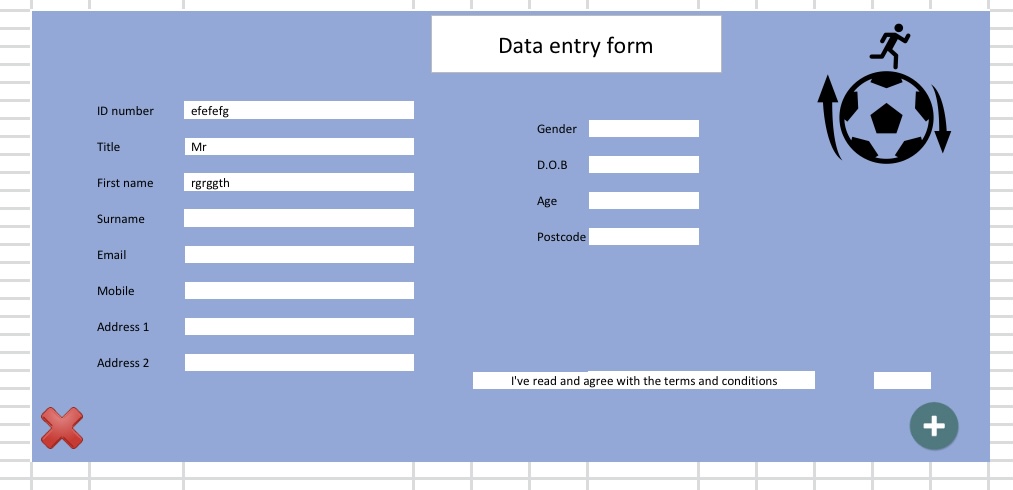 Data entry form
ID number efefefg
Title Mr
First name rgrggth
Surname
Email
Mobile
Address 1
Address 2
Gender
D.O.B
Age
Postcode
I've read and agree with the terms and conditions